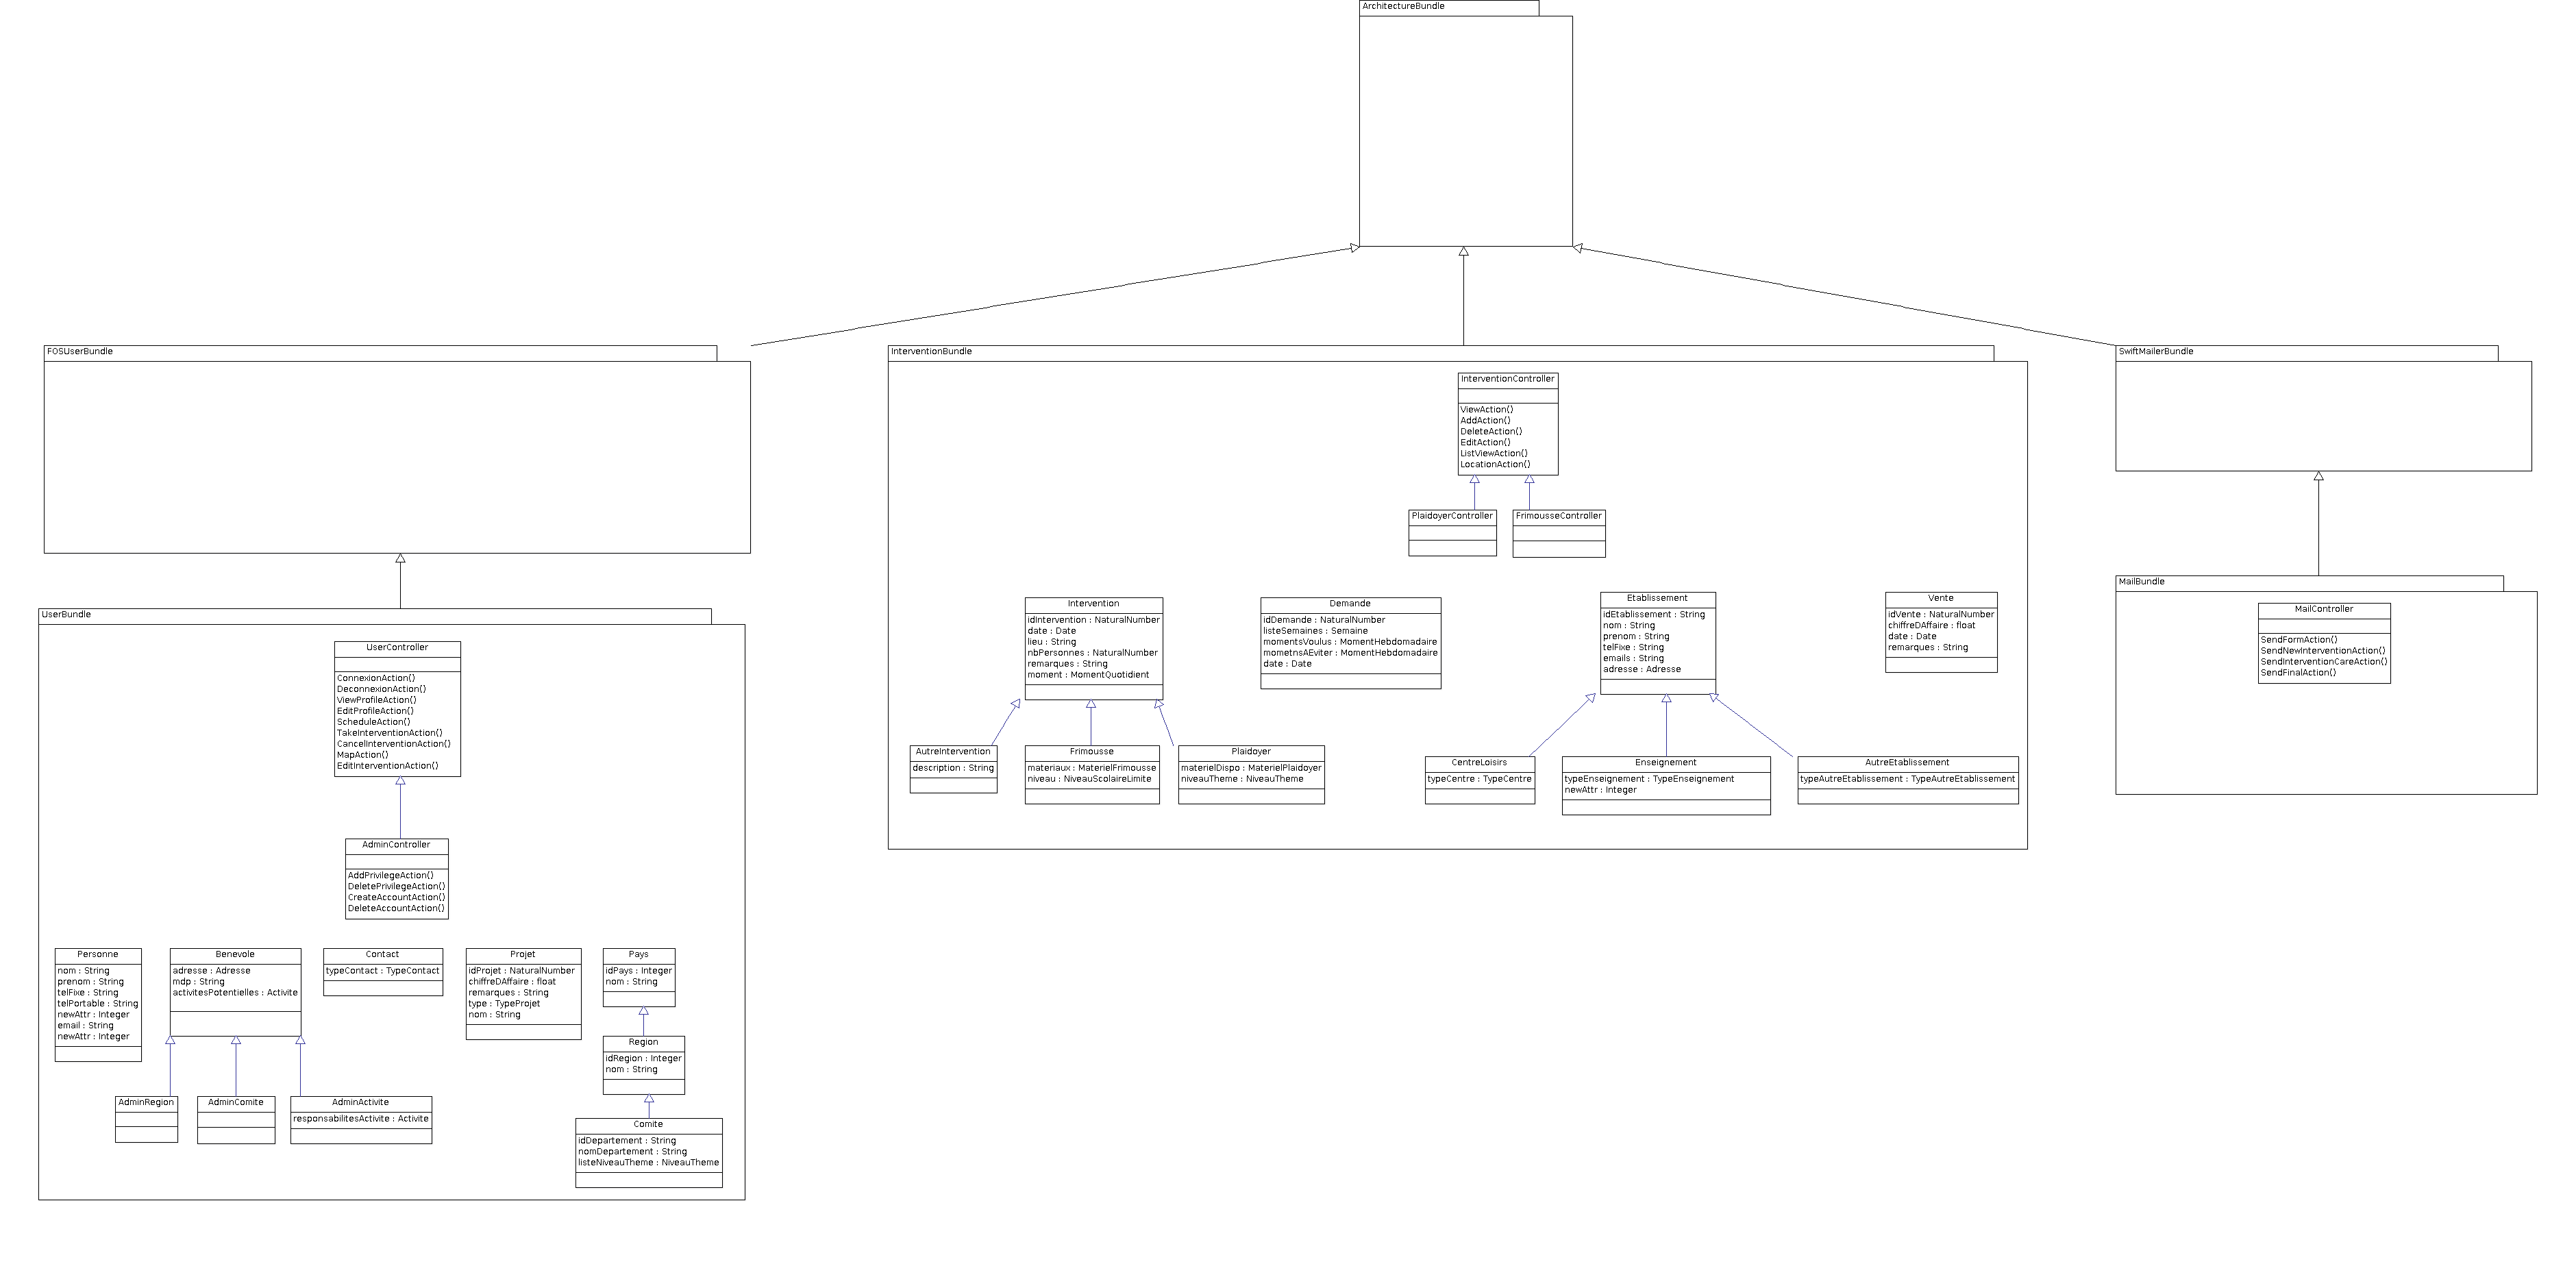 ArchitectureBundle
FOSUserBundle
UserBundle
UserController
ConnexionAction()
DeconnexionAction()
ViewProfileAction()
EditProfileAction()
ScheduleAction()
TakeInterventionAction()
CancelInterventionAction()
MapAction()
EditInterventionAction()
AdminController
AddPrivilegeAction()
DeletePrivilegeAction()
CreateAccountAction()
DeleteAccountAction()
Personne
nom : String
prenom : String
telFixe : String
telPortable : String
newAttr : Integer
email : String
newAttr : Integer
Benevole
adresse : Adresse
mdp : String
activitesPotentielles : Activite
Contact
typeContact : TypeContact
Projet
idProjet : NaturalNumber
chiffreDAffaire : float
remarques : String
type : TypeProjet
nom : String
Pays
idPays : Integer
nom : String
Region
idRegion : Integer
nom : String
AdminRegion
AdminComite
AdminActivite
responsabilitesActivite : Activite
Comite
idDepartement : String
nomDepartement : String
listeNiveauTheme : NiveauTheme
InterventionBundle
InterventionController
ViewAction()
AddAction()
DeleteAction()
EditAction()
ListViewAction()
LocationAction()
PlaidoyerController
FrimousseController
Intervention
idIntervention : NaturalNumber
date : Date
lieu : String
nbPersonnes : NaturalNumber
remarques : String
moment : MomentQuotidient
Demande
idDemande : NaturalNumber
listeSemaines : Semaine
momentsVoulus : MomentHebdomadaire
mometnsAEviter : MomentHebdomadaire
date : Date
Etablissement
idEtablissement : String
nom : String
prenom : String
telFixe : String
emails : String
adresse : Adresse
Vente
idVente : NaturalNumber
chiffreDAffaire : float
date : Date
remarques : String
AutreIntervention
description : String
Frimousse
materiaux : MaterielFrimousse
niveau : NiveauScolaireLimite
Plaidoyer
materielDispo : MaterielPlaidoyer
niveauTheme : NiveauTheme
CentreLoisirs
typeCentre : TypeCentre
Enseignement
typeEnseignement : TypeEnseignement
newAttr : Integer
AutreEtablissement
typeAutreEtablissement : TypeAutreEtablissement
SwiftMailerBundle
MailBundle
MailController
SendFormAction()
SendNewInterventionAction()
SendInterventionCareAction()
SendFinalAction()